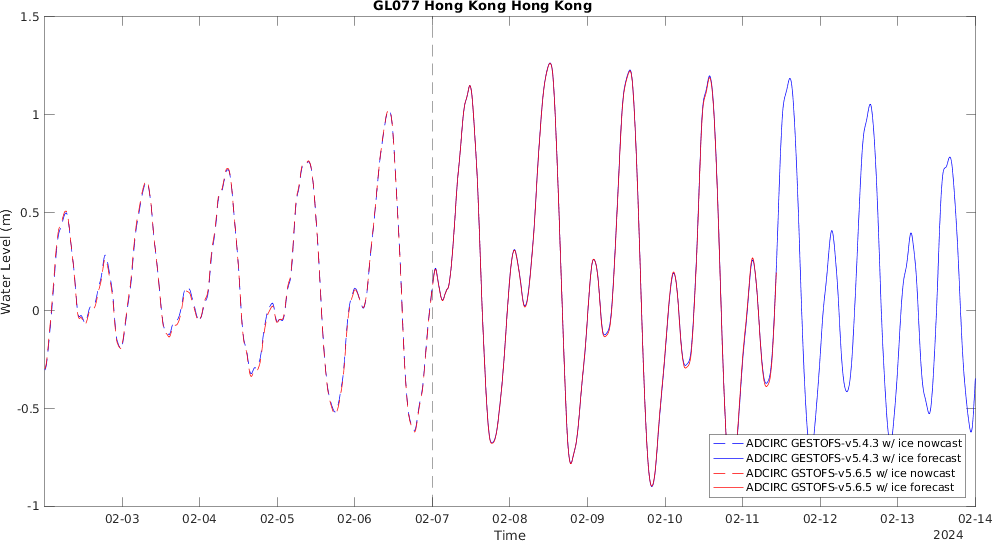 GL077 Hong Kong Hong Kong
1.5
1
0.5
0
-0.5
-1
Water Level (m)
02-03 02-04 02-05 02-06 02-07 02-08 02-09 02-10 02-11 02-12 02-13 02-14
Time
2024
ADCIRC GESTOFS-v5.4.3 w/ ice nowcast
ADCIRC GESTOFS-v5.4.3 w/ ice forecast
ADCIRC GSTOFS-v5.6.5 w/ ice nowcast
ADCIRC GSTOFS-v5.6.5 w/ ice forecast